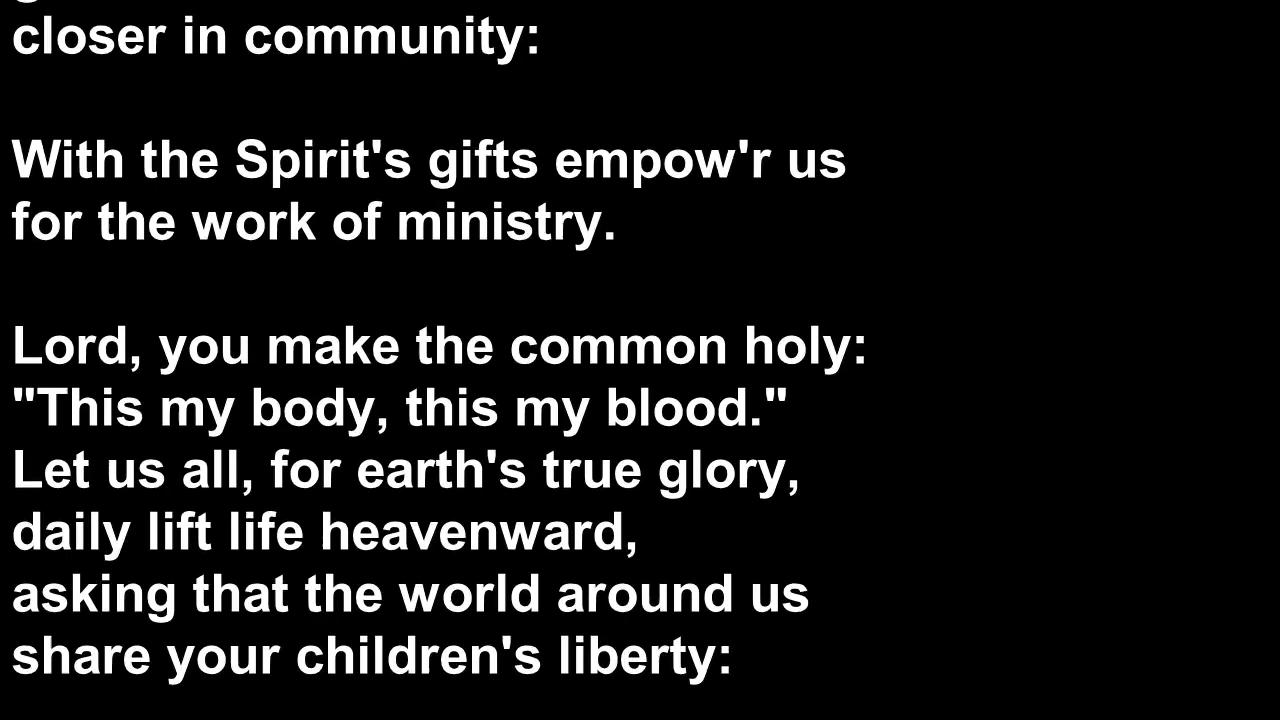 closer in community:
With the Spirit's gifts empow'r us
for the work of ministry.
Lord, you make the common holy:
"This my body, this my blood."
Let us all, for earth's true glory,
daily lift life heavenward,
asking that the world around us
share your children's liberty: